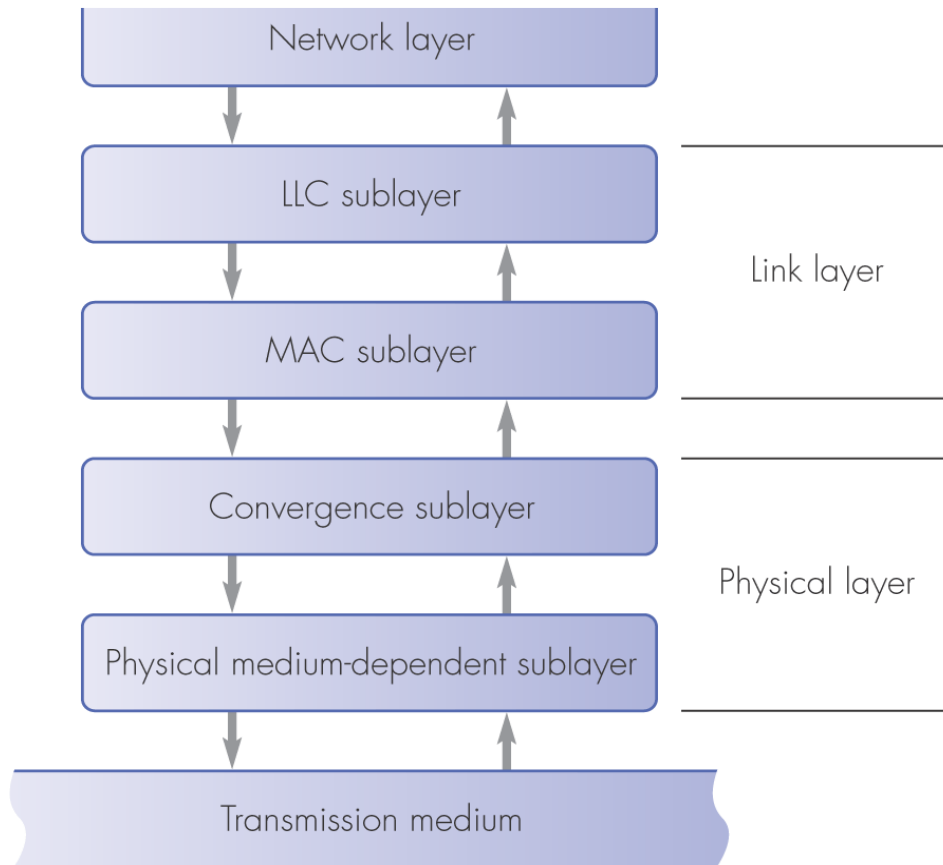 Network layer
LLC sublayer
Link layer
MAC sublayer
Convergence sublayer
Physical layer
Physical medium-dependent sublayer
Transmission medium